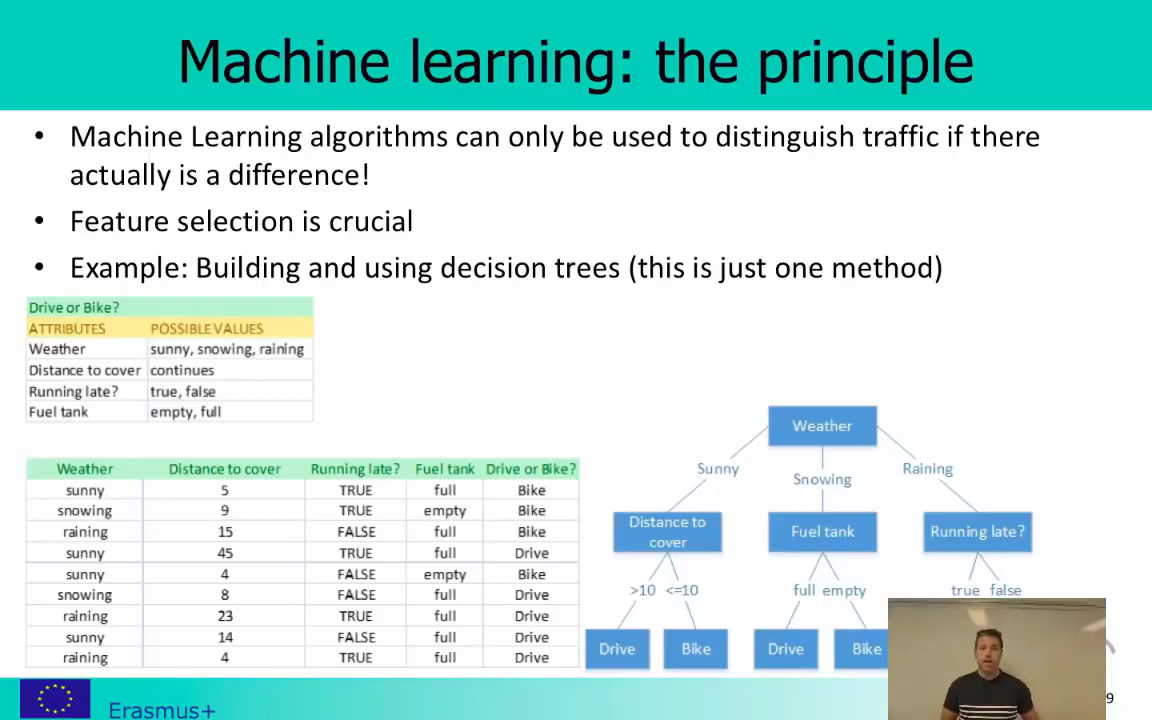 Machine learning: the principle
• Machine Learning algorithms can only be used to distinguish traffic if there
actually is a difference!
• Feature selection is crucial
• Example: Building and using decision trees (this is just one method)
Drive or Bike?
ATTRIBUTES POSSIBLE VALUES
Weather sunny, snowing, raining
Distance to cover continues
Running late? true, false
Fuel tank empty, full
Weather Distance to cover Running late? Fuel tank Drive or Bike?
sunny 5 TRUE full Bike
snowing 9 TRUE empty Bike
raining 15 FALSE full Bike
sunny 45 TRUE full Drive
sunny 4 FALSE empty Bike
snowing 8 FALSE full Drive
raining 23 TRUE full Drive
sunny 14 FALSE full Drive
raining 4 TRUE full Drive
Weather
Sunny Snowing Raining
Distance to
cover
Fuel tank
Running late?
>10 <=10 full empty true false
Drive Bike Drive Bike
Erasmus+
9